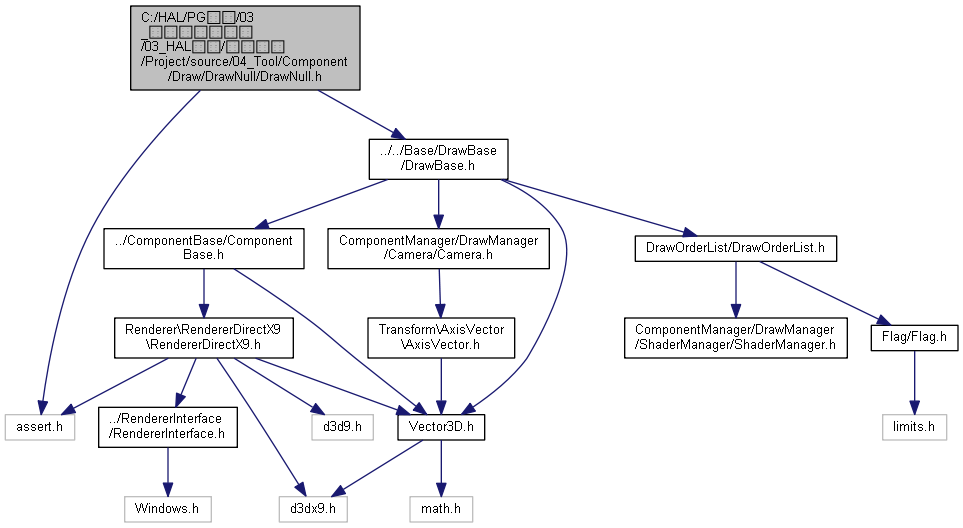 C:/HAL/PG/03
_
/03_HAL/
/Project/source/04_Tool/Component
/Draw/DrawNull/DrawNull.h
../../Base/DrawBase
/DrawBase.h
../ComponentBase/Component
Base.h
ComponentManager/DrawManager
/Camera/Camera.h
DrawOrderList/DrawOrderList.h
Renderer\RendererDirectX9
\RendererDirectX9.h
Transform\AxisVector
\AxisVector.h
ComponentManager/DrawManager
/ShaderManager/ShaderManager.h
Flag/Flag.h
assert.h
../RendererInterface
/RendererInterface.h
d3d9.h
Vector3D.h
limits.h
Windows.h
d3dx9.h
math.h